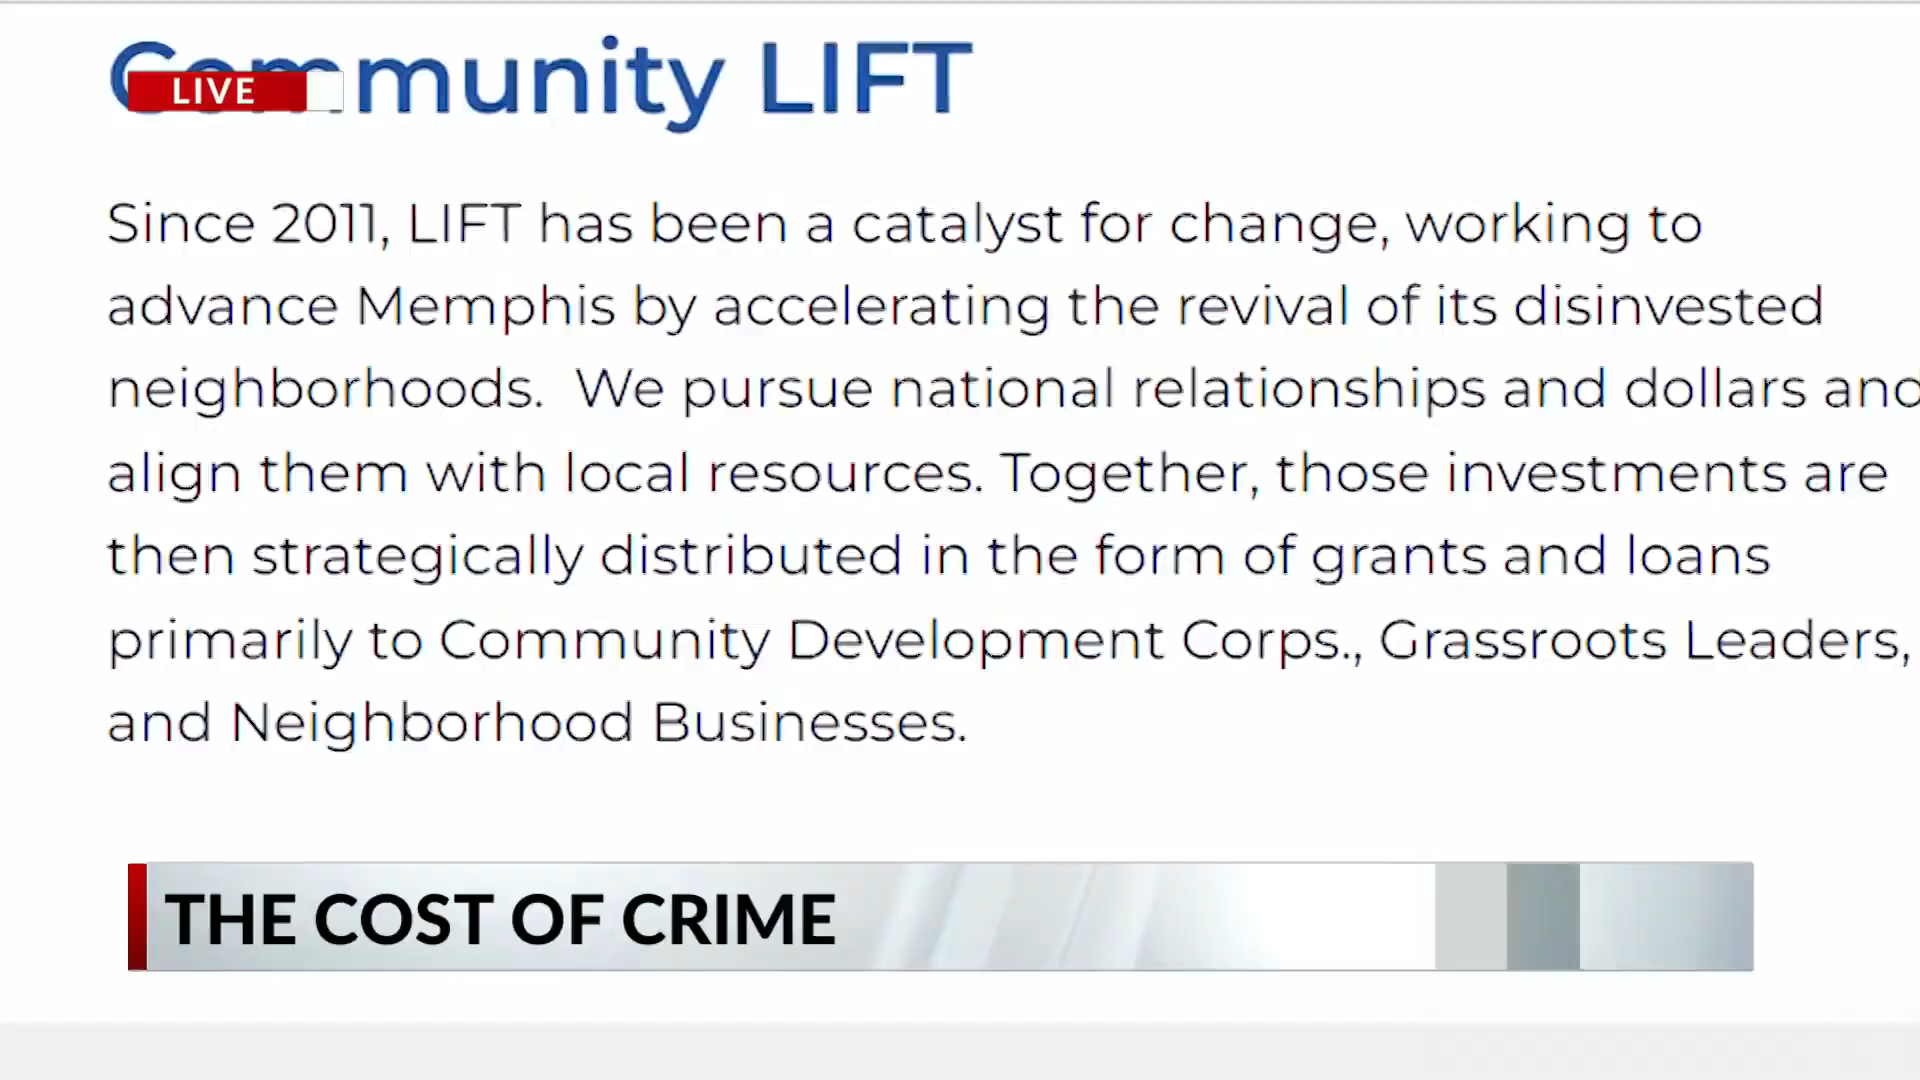 Community LIFT
LIVE
Since 2011, LIFT has been a catalyst for change, working to
advance Memphis by accelerating the revival of its disinvested
neighborhoods. We pursue national relationships and dollars and
align them with local resources. Together, those investments are
then strategically distributed in the form of grants and loans
primarily to Community Development Corps., Grassroots Leaders,
and Neighborhood Businesses.
THE COST OF CRIME